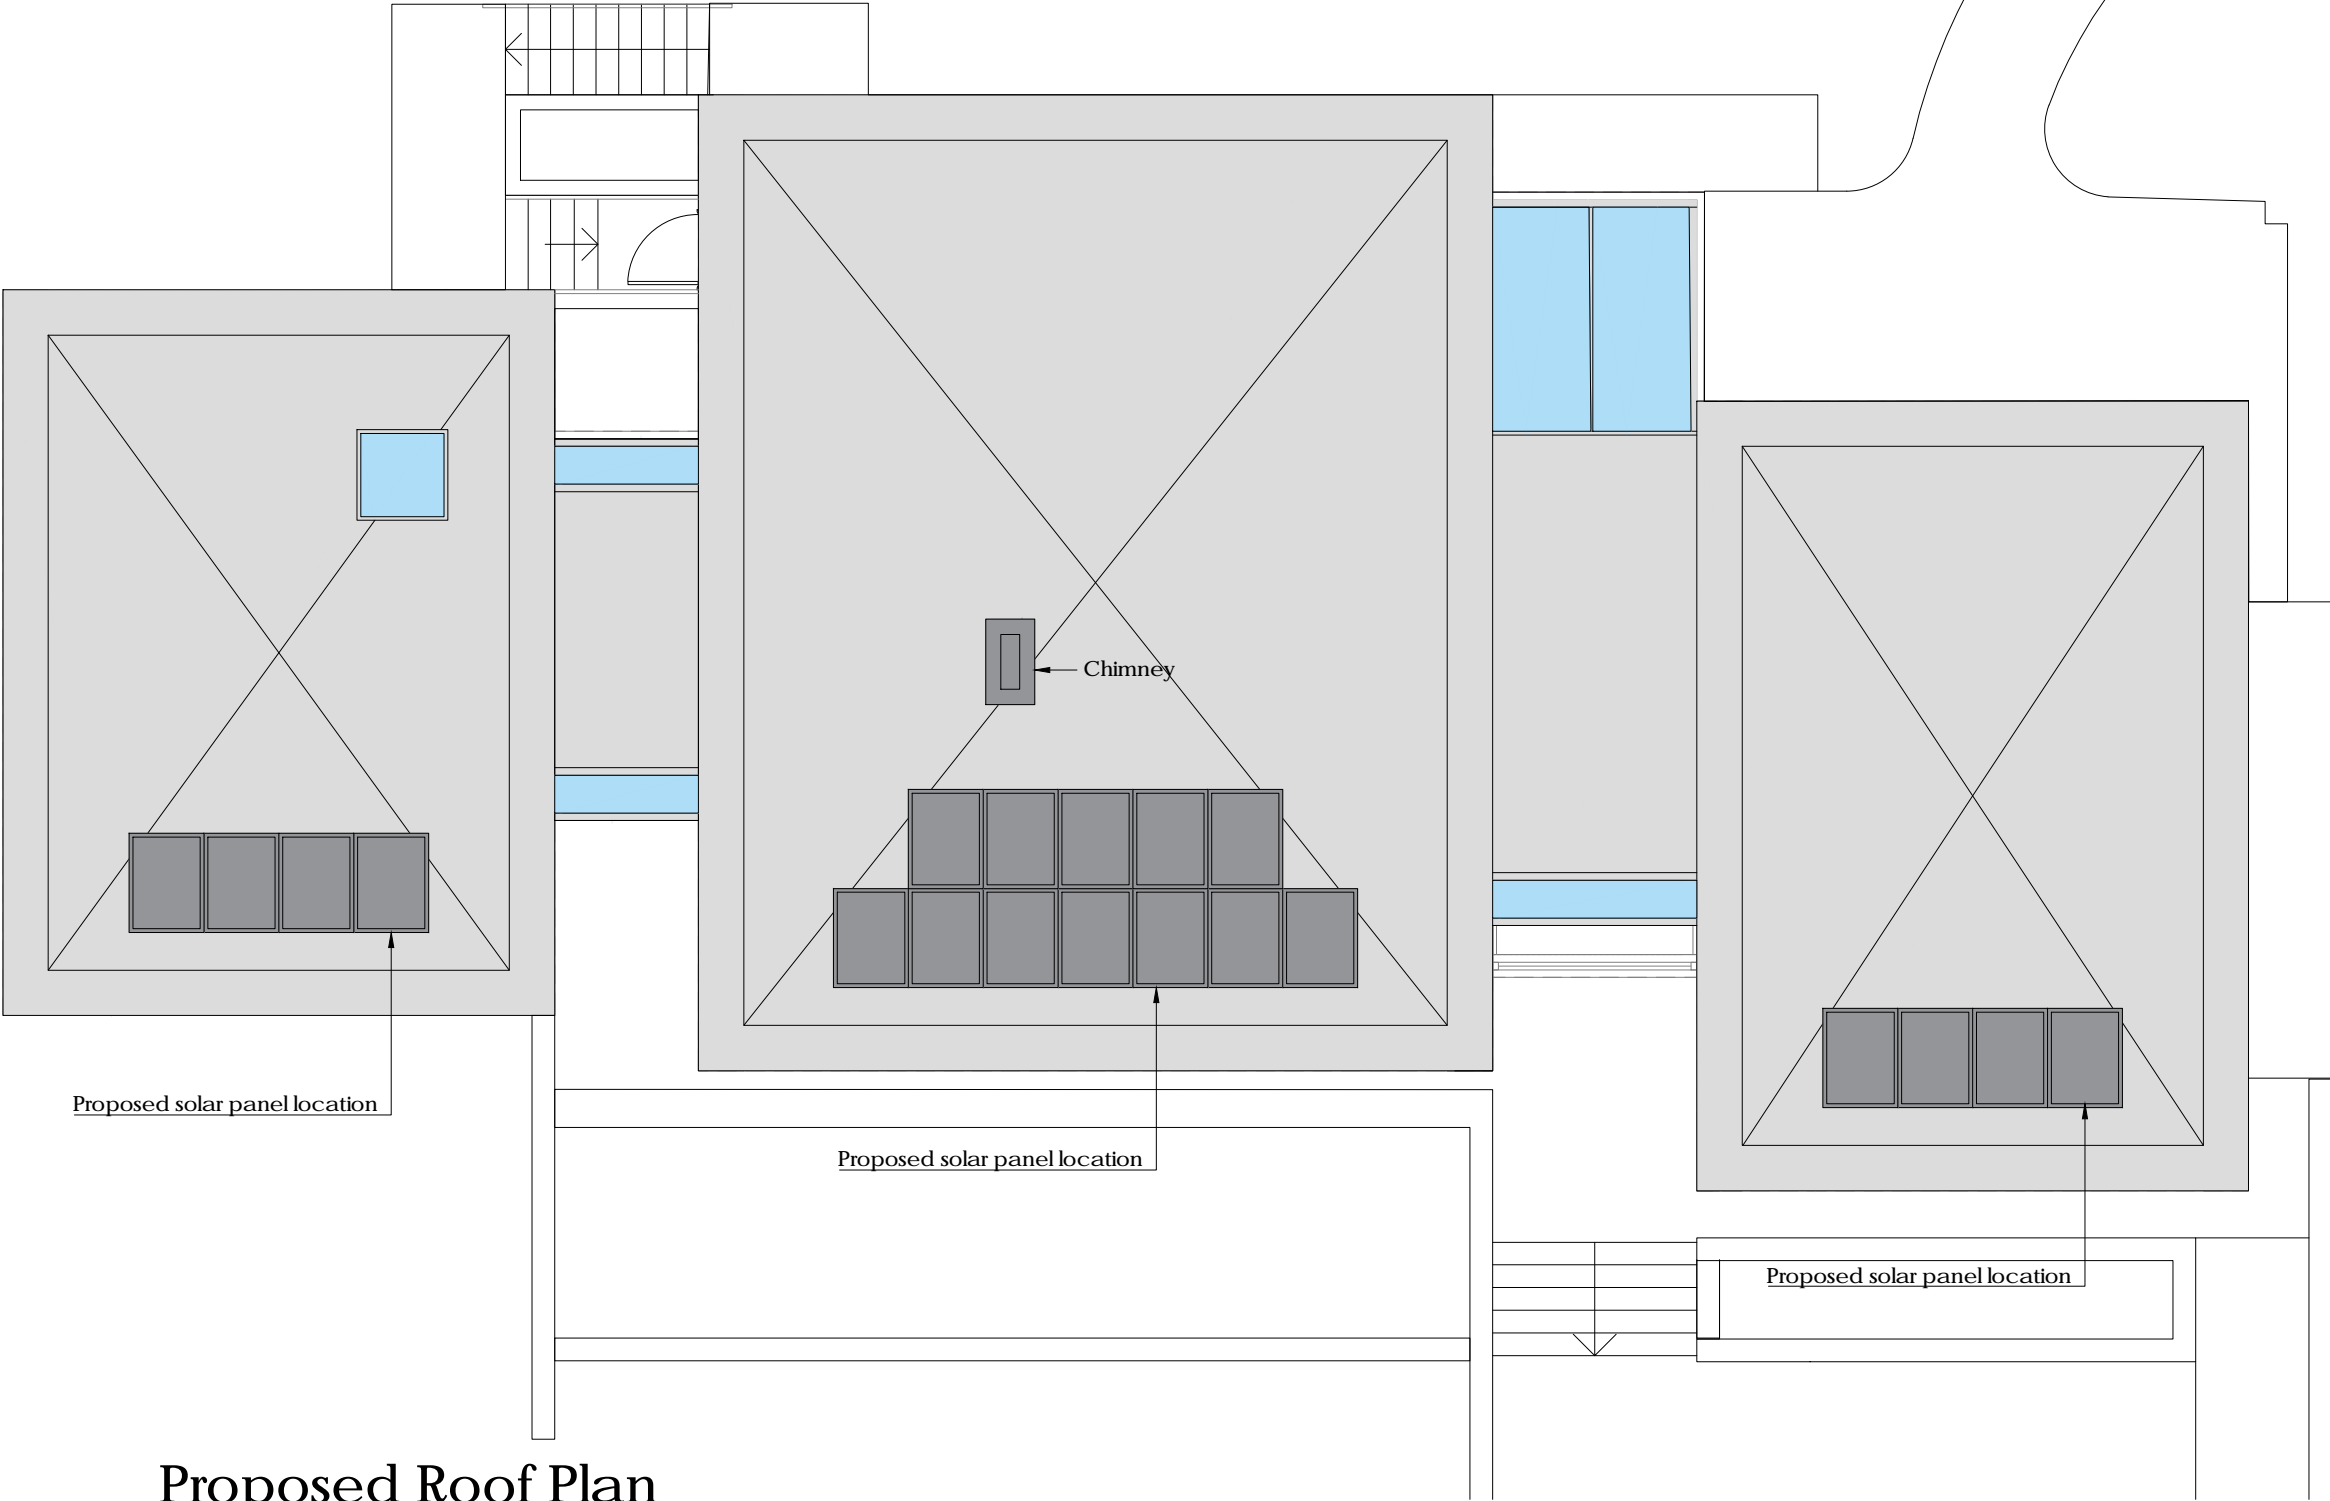 Chimney
Proposed solar panel location
Proposed solar panel location
Proposed solar panel location
Proposed Roof Plan